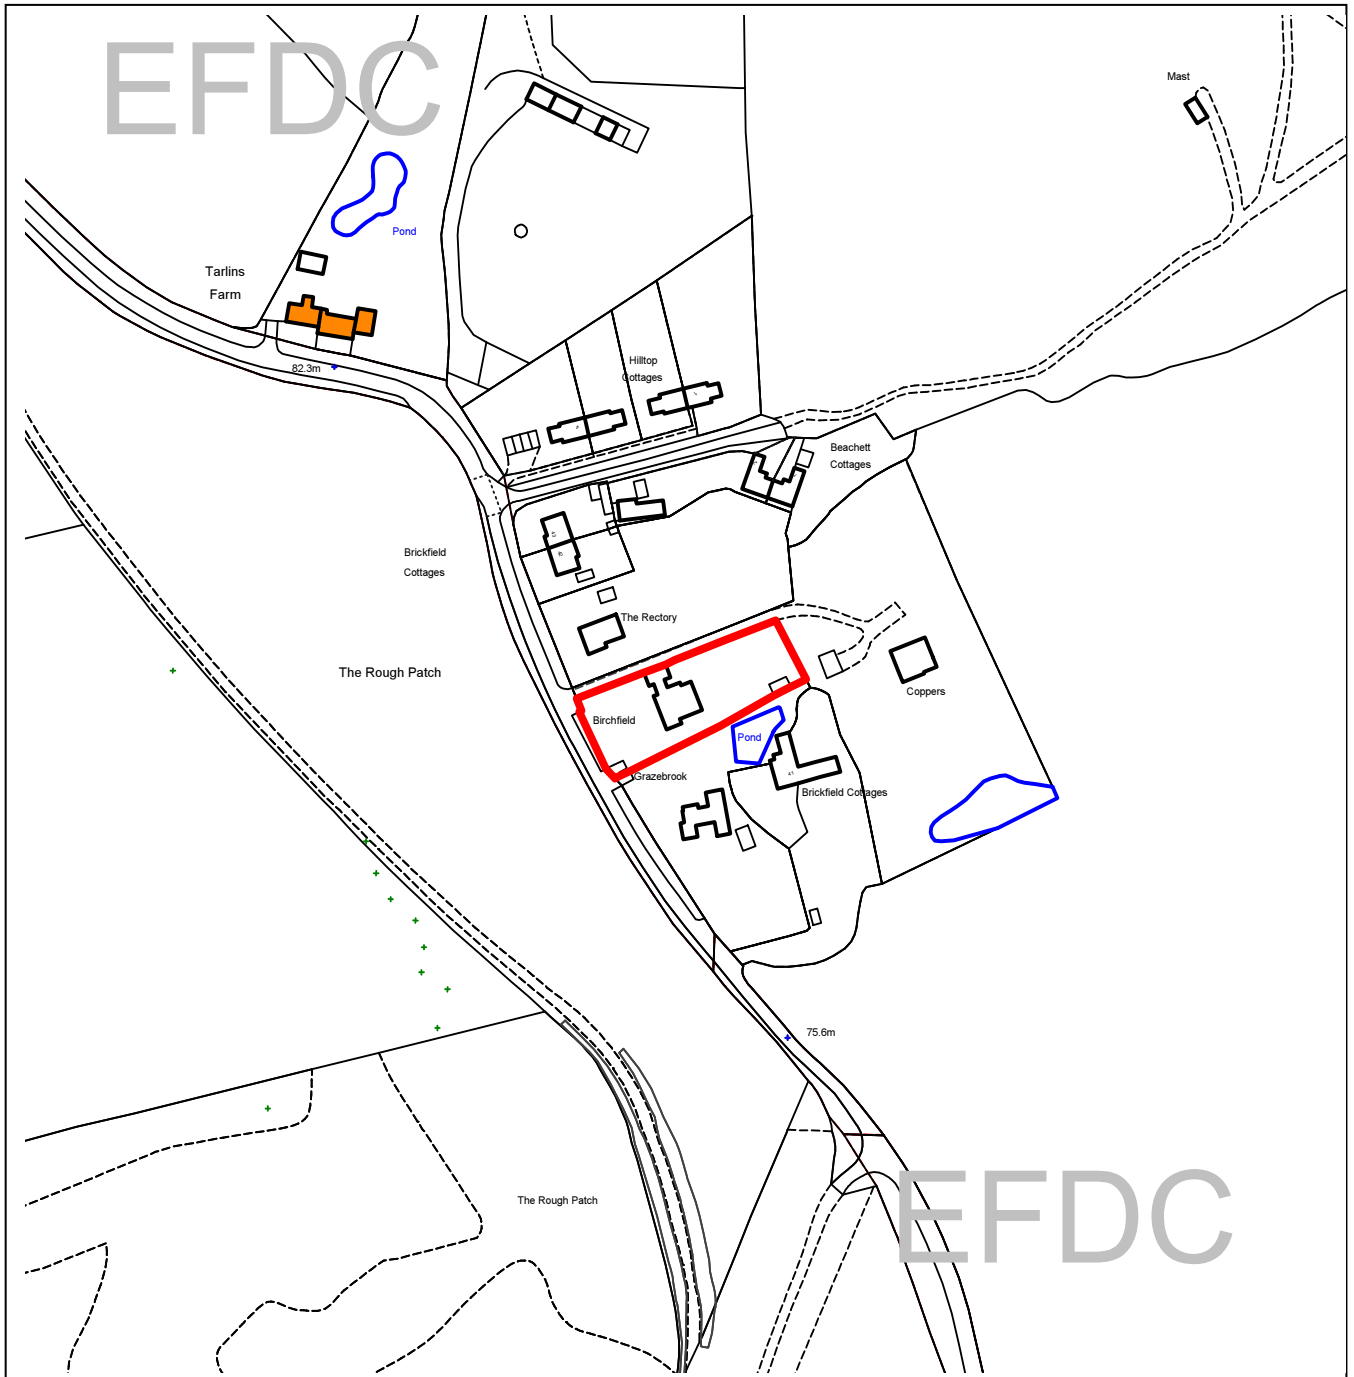 EFDC
Mast
Pond
Tarlins
Farm
82.3m
Hilltop
Cottages
Beachett
Cottages
Brickfield
Cottages
The Rectory
The Rough Patch
Coppers
Birchfield
Pond
Grazebrook
41
Brickfield Cottages
75.6m
The Rough Patch
EFDC